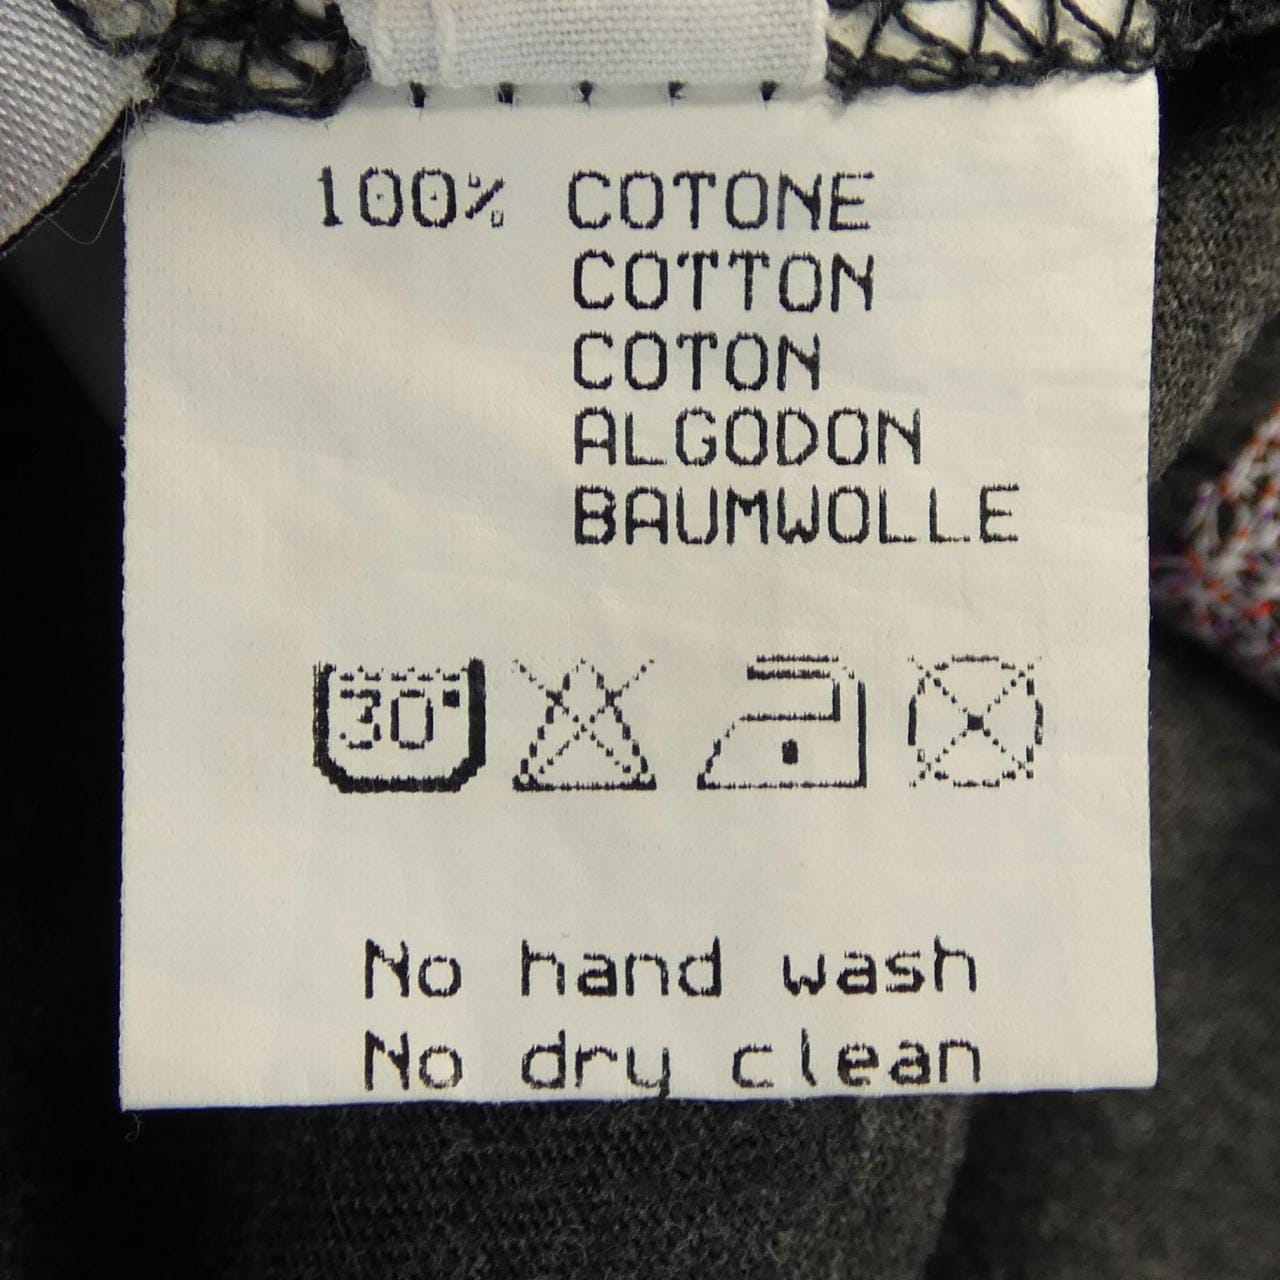 100% COTONE
COTTON
COTON
ALGODON
BAUMWOLLE
30°
No hand wash
No dry clean